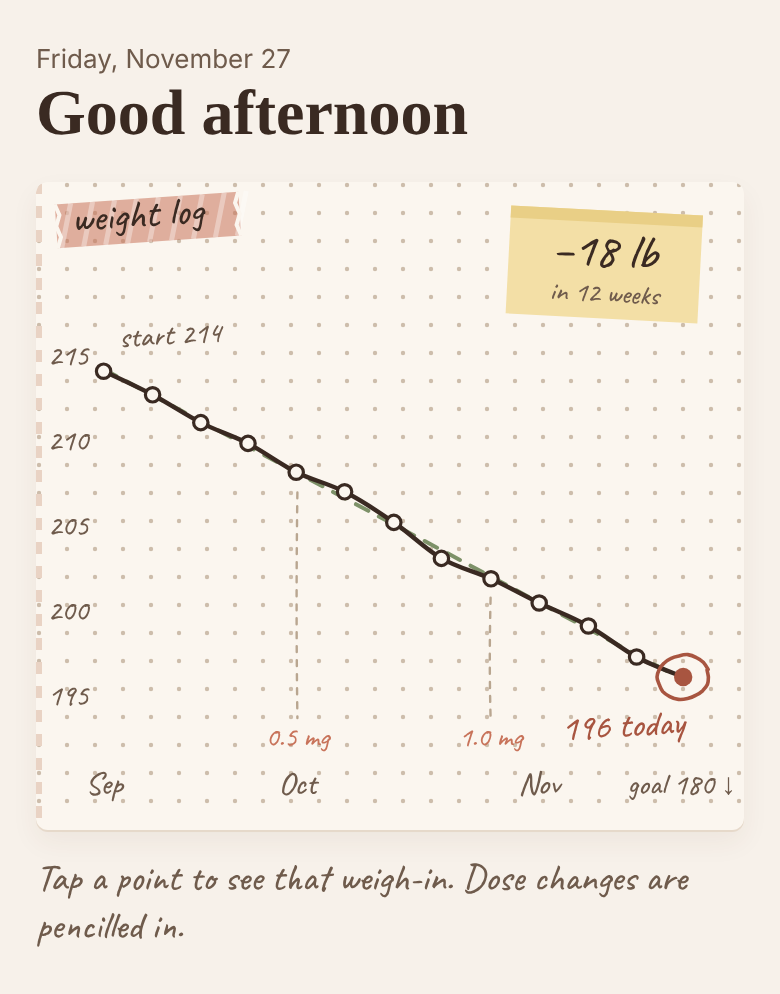 Friday, November 27
Good afternoon
weight log
−18 lb
in 12 weeks
start 214
215
210
205
200
195
0.5 mg
1.0 mg
196 today
Sep
Oct
Nov
goal 180 ↓
Tap a point to see that weigh-in. Dose changes are
pencilled in.